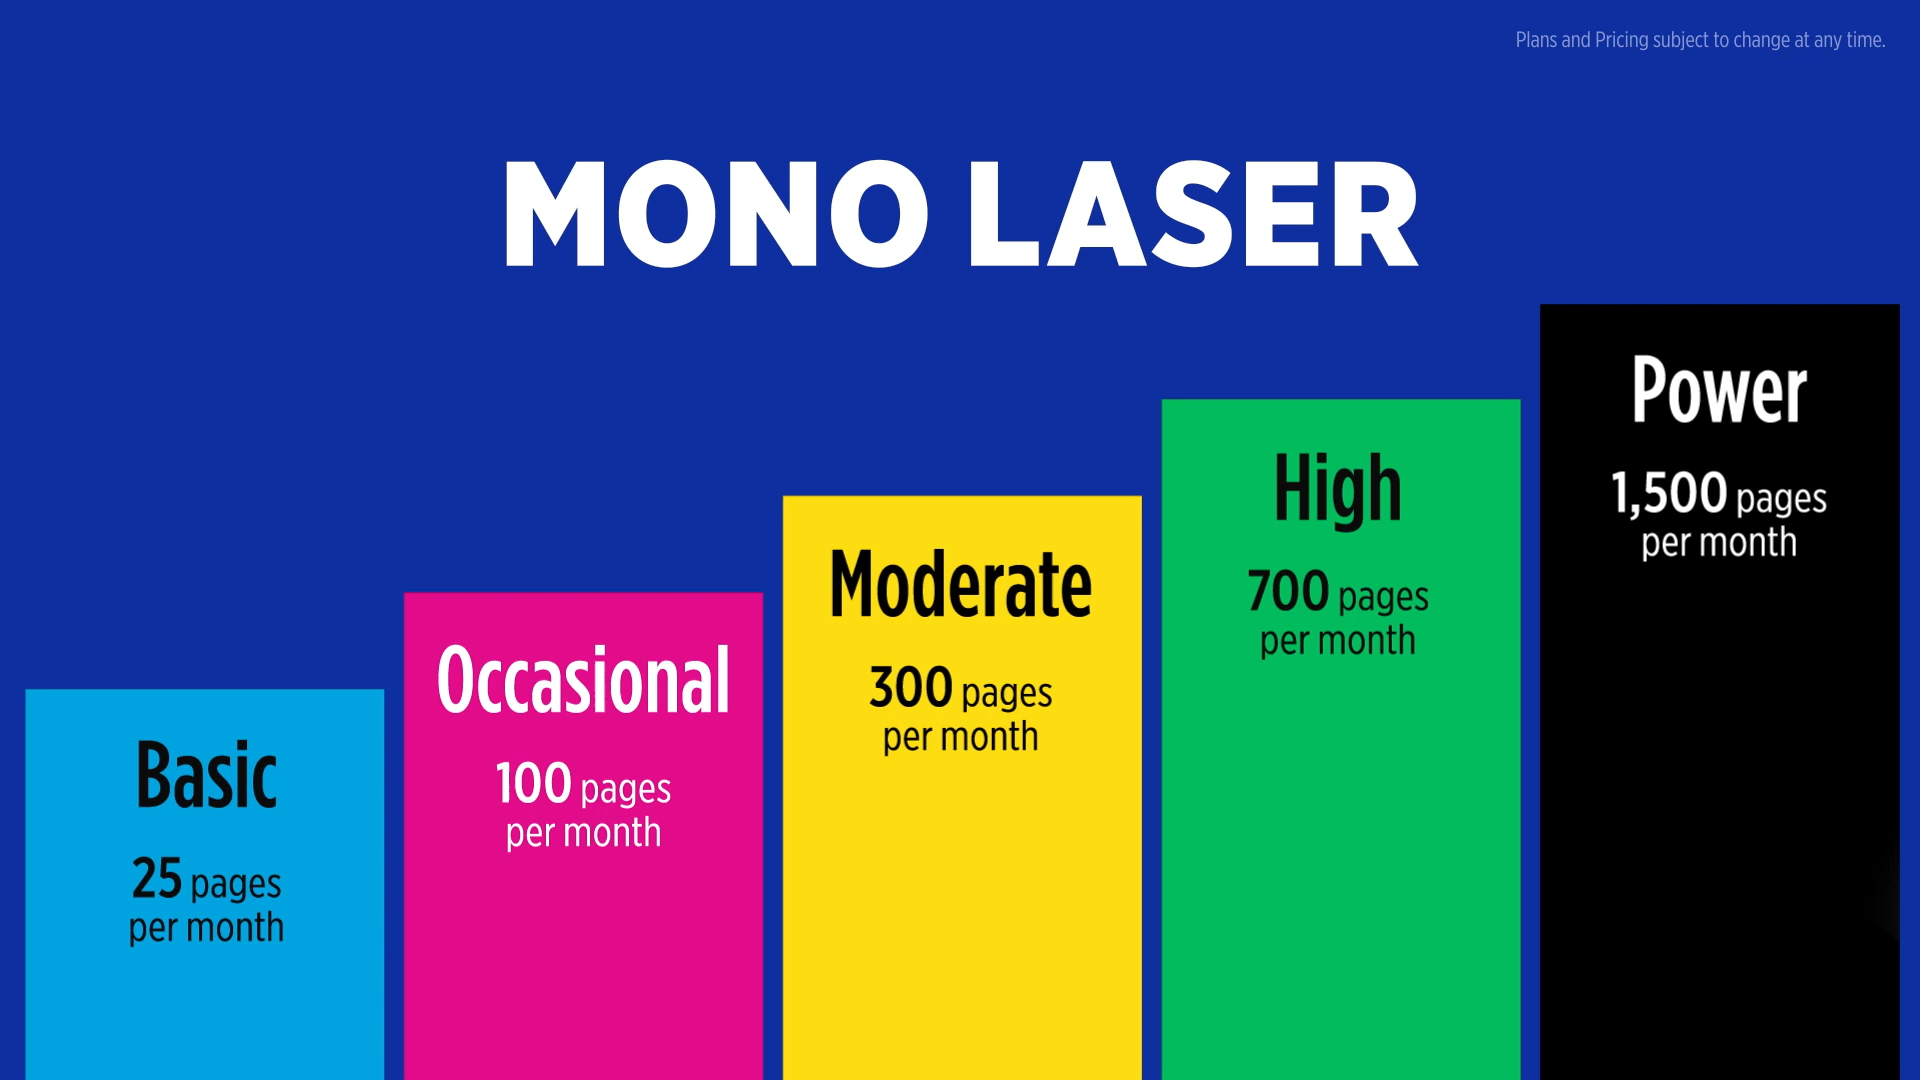 Plans and Pricing subject to change at any time.
MONO LASER
Basic
25 pages
per month
Occasional
100 pages
per month
Moderate
300 pages
per month
High
700 pages
per month
Power
1,500 pages
per month